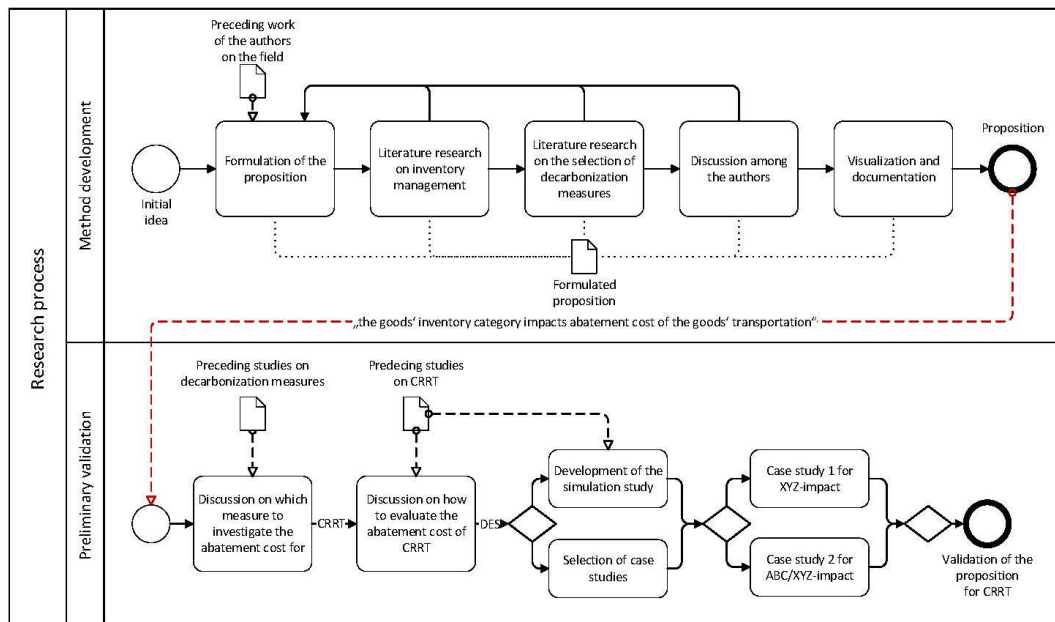 Research process
Method development
Preceding work
of the authors
on the field
Initial
idea
Formulation of the
proposition
Literature research
on inventory
management
Literature research
on the selection of
decarbonization
measures
Discussion among
the authors
Visualization and
documentation
Proposition
Formulated
proposition
„the goods‘ inventory category impacts abatement cost of the goods‘ transportation“
Preliminary validation
Preceding studies on
decarbonization measures
Predecing studies
on CRRT
Discussion on which
measure to
investigate the
abatement cost for
CRRT
Discussion on how
to evaluate the
abatement cost of
CRRT
DES
Development of the
simulation study
Selection of case
studies
Case study 1 for
XYZ-impact
Case study 2 for
ABC/XYZ-impact
Validation of the
proposition
for CRRT